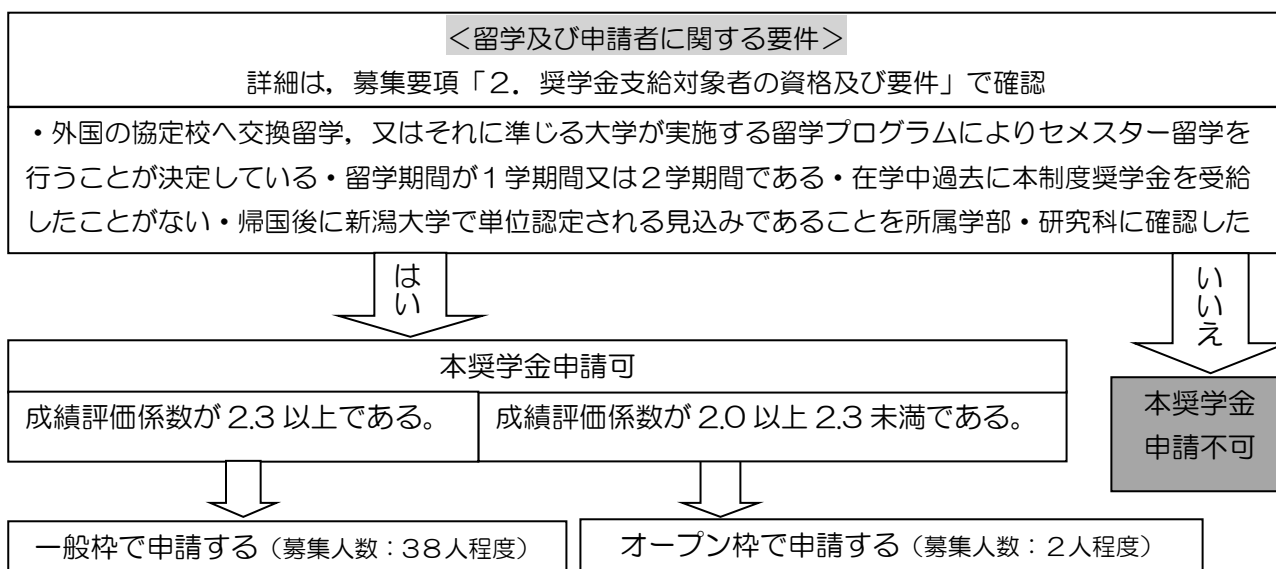 ＜留学及び申請者に関する要件＞
詳細は，募集要項「２．奨学金支給対象者の資格及び要件」で確認
・外国の協定校へ交換留学，又はそれに準じる大学が実施する留学プログラムによりセメスター留学を
行うことが決定している・留学期間が１学期間又は２学期間である・在学中過去に本制度奨学金を受給
したことがない・帰国後に新潟大学で単位認定される見込みであることを所属学部・研究科に確認した
はい
いいえ
本奨学金申請可
成績評価係数が 2.3 以上である。
成績評価係数が 2.0 以上 2.3 未満である。
本奨学金
申請不可
一般枠で申請する（募集人数：３８人程度）
オープン枠で申請する（募集人数：２人程度）